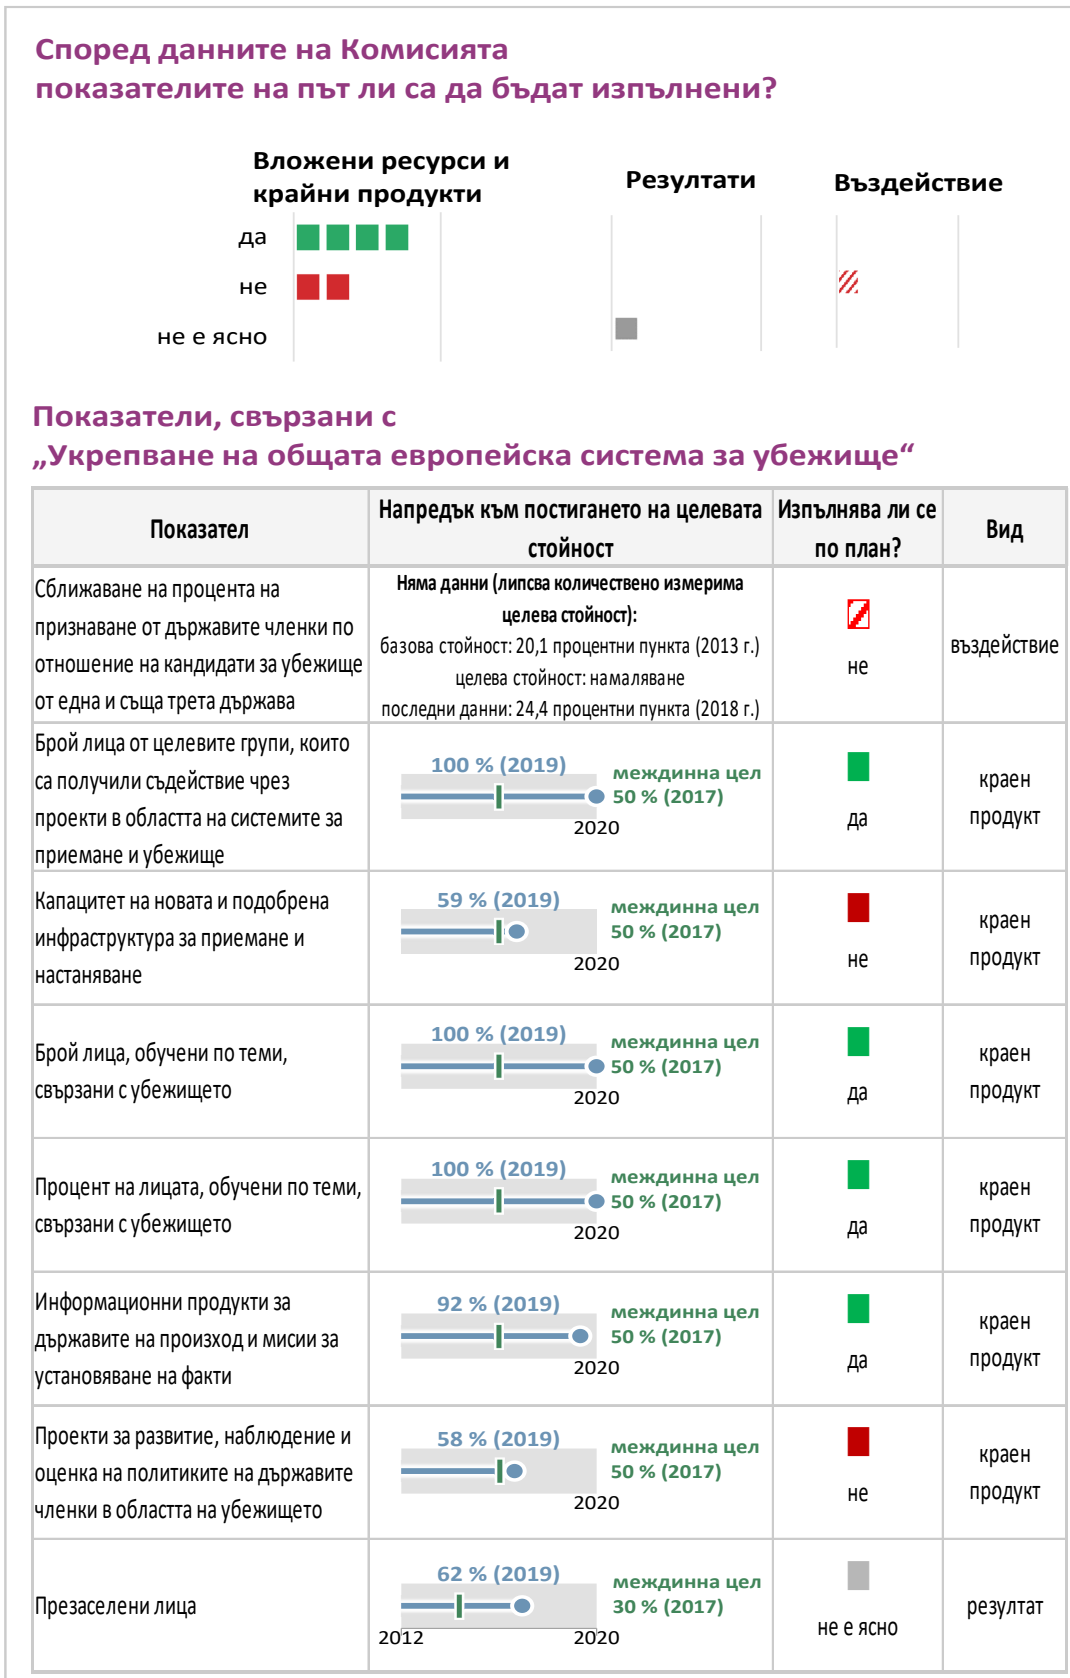 Според данните на Комисията
показателите на път ли са да бъдат изпълнени?
Вложени ресурси и
крайни продукти
Резултати
Въздействие
да
не
не е ясно
Показатели, свързани с
„Укрепване на общата европейска система за убежище“
Показател
Напредък към постигането на целевата
стойност
Изпълнява ли се
по план?
Вид
Сближаване на процента на
признаване от държавите членки по
отношение на кандидати за убежище
от една и съща трета държава
Няма данни (липсва количествено измерима
целева стойност):
базова стойност: 20,1 процентни пункта (2013 г.)
целева стойност: намаляване
последни данни: 24,4 процентни пункта (2018 г.)
не
въздействие
Брой лица от целевите групи, които
са получили съдействие чрез
проекти в областта на системите за
приемане и убежище
100 % (2019)
междинна цел
50 % (2017)
2020
да
краен
продукт
Капацитет на новата и подобрена
инфраструктура за приемане и
настаняване
59 % (2019)
междинна цел
50 % (2017)
2020
не
краен
продукт
Брой лица, обучени по теми,
свързани с убежището
100 % (2019)
междинна цел
50 % (2017)
2020
да
краен
продукт
Процент на лицата, обучени по теми,
свързани с убежището
100 % (2019)
междинна цел
50 % (2017)
2020
да
краен
продукт
Информационни продукти за
държавите на произход и мисии за
установяване на факти
92 % (2019)
междинна цел
50 % (2017)
2020
да
краен
продукт
Проекти за развитие, наблюдение и
оценка на политиките на държавите
членки в областта на убежището
58 % (2019)
междинна цел
50 % (2017)
2020
не
краен
продукт
Презаселени лица
62 % (2019)
междинна цел
30 % (2017)
2012
2020
не е ясно
резултат